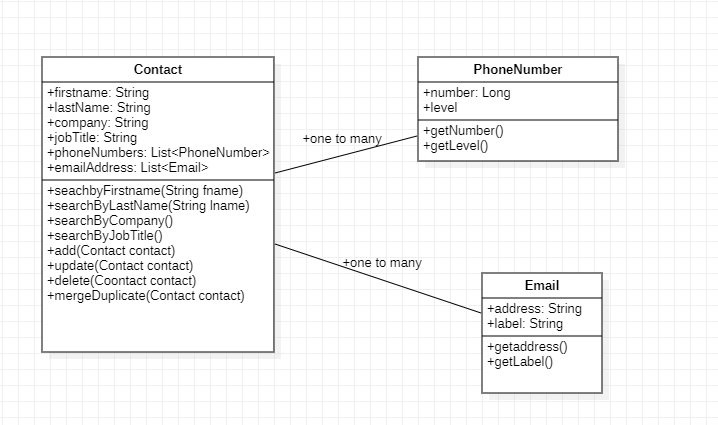 Contact
+firstname: String
+lastName: String
+company: String
+jobTitle: String
+phoneNumbers: List<PhoneNumber>
+emailAddress: List<Email>
+seachbyFirstname(String fname)
+searchByLastName(String lname)
+searchByCompany()
+searchByJobTitle()
+add(Contact contact)
+update(Contact contact)
+delete(Coontact contact)
+mergeDuplicate(Contact contact)
+one to many
PhoneNumber
+number: Long
+level
+getNumber()
+getLevel()
+one to many
Email
+address: String
+label: String
+getaddress()
+getLabel()